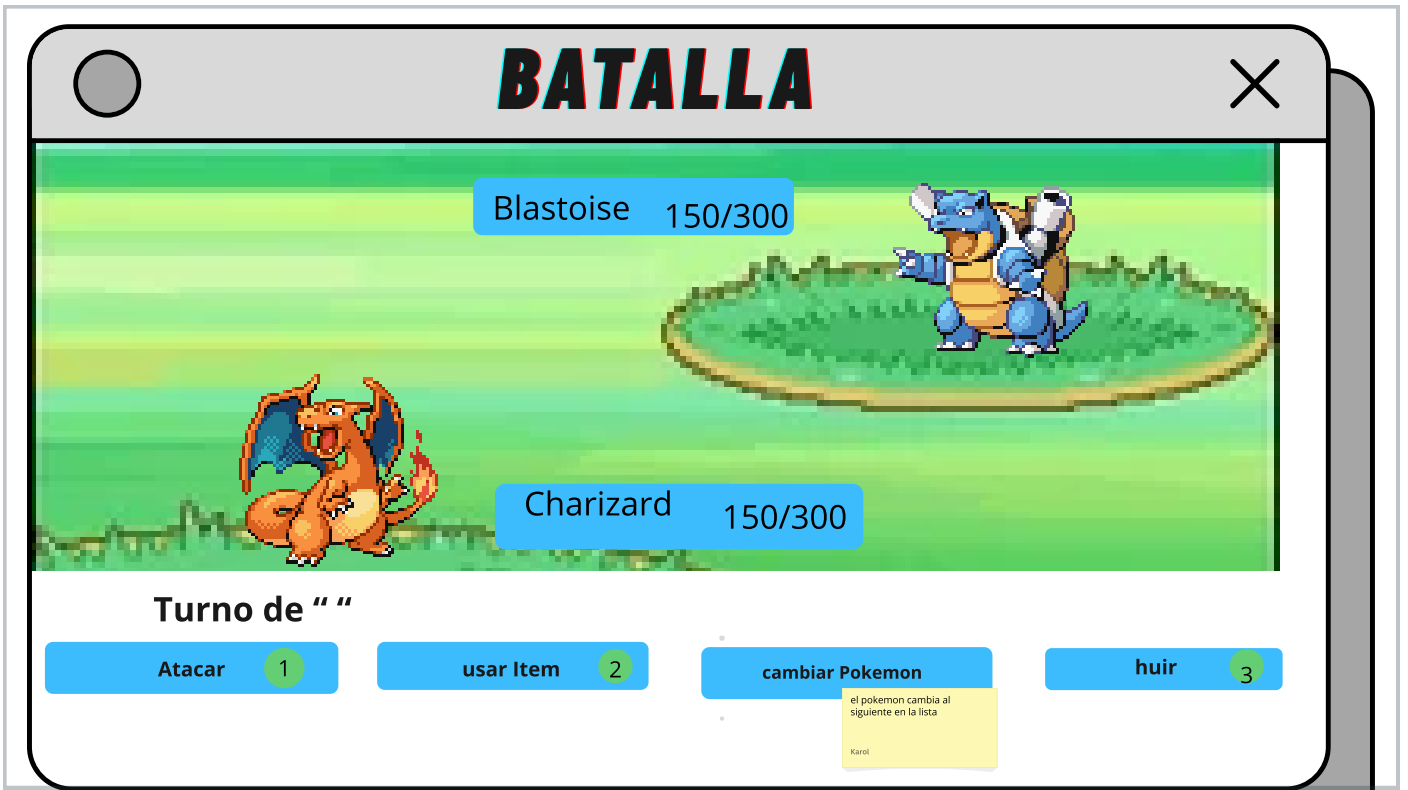 BATALLA
Blastoise 150/300
Charizard 150/300
Turno de “ “
Atacar 1
usar Item 2
cambiar Pokemon
huir 3
el pokemon cambia al
siguiente en la lista
Karol